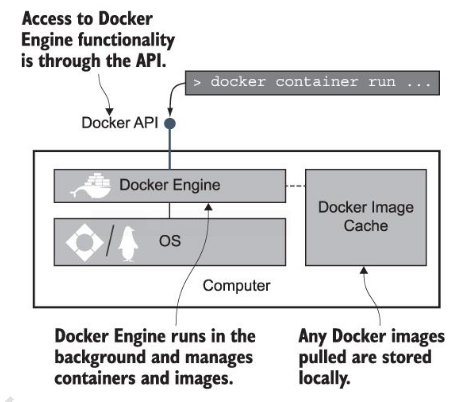 Access to Docker
Engine functionality
is through the API.
> docker container run ...
Docker API
Docker Engine
OS
Docker Image
Cache
Computer
Docker Engine runs in the
background and manages
containers and images.
Any Docker images
pulled are stored
locally.